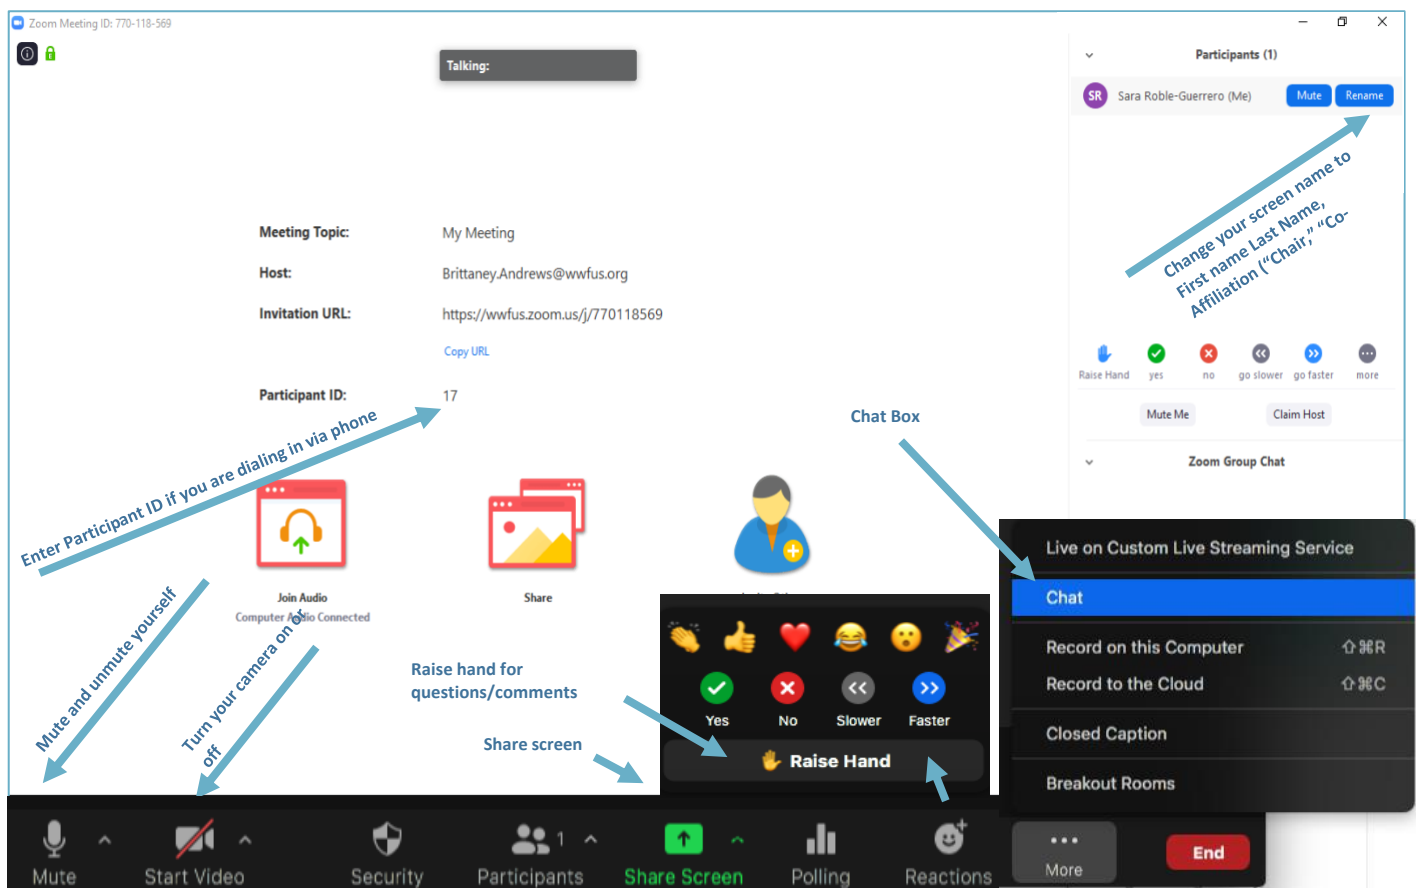 Zoom Meeting ID: 770-118-569
Talking:
Participants (1)
SR
Sara Roble-Guerrero (Me)
Mute
Rename
Change your screen name to
First name Last Name,
Affiliation (“Chair,” “Co-
Meeting Topic:
My Meeting
Host:
Brittaney.Andrews@wwfus.org
Invitation URL:
https://wwfus.zoom.us/j/770118569
Copy URL
Participant ID:
17
Enter Participant ID if you are dialing in via phone
Raise Hand
yes
no
go slower
go faster
more
Mute Me
Claim Host
Zoom Group Chat
Chat Box
Join Audio
Computer Audio Connected
Share
Mute and unmute yourself
Turn your camera on or
off
Raise hand for
questions/comments
Share screen
Yes
No
Slower
Faster
Raise Hand
Live on Custom Live Streaming Service
Chat
Record on this Computer
⇧⌘R
Record to the Cloud
⇧⌘C
Closed Caption
Breakout Rooms
Mute
Start Video
Security
1
Participants
Share Screen
Polling
Reactions
More
End